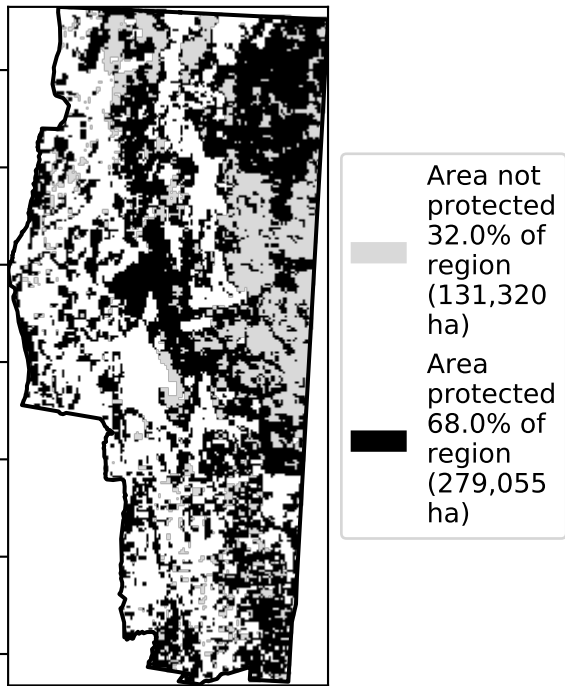 Area not
protected
32.0% of
region
(131,320
ha)
Area
protected
68.0% of
region
(279,055
ha)